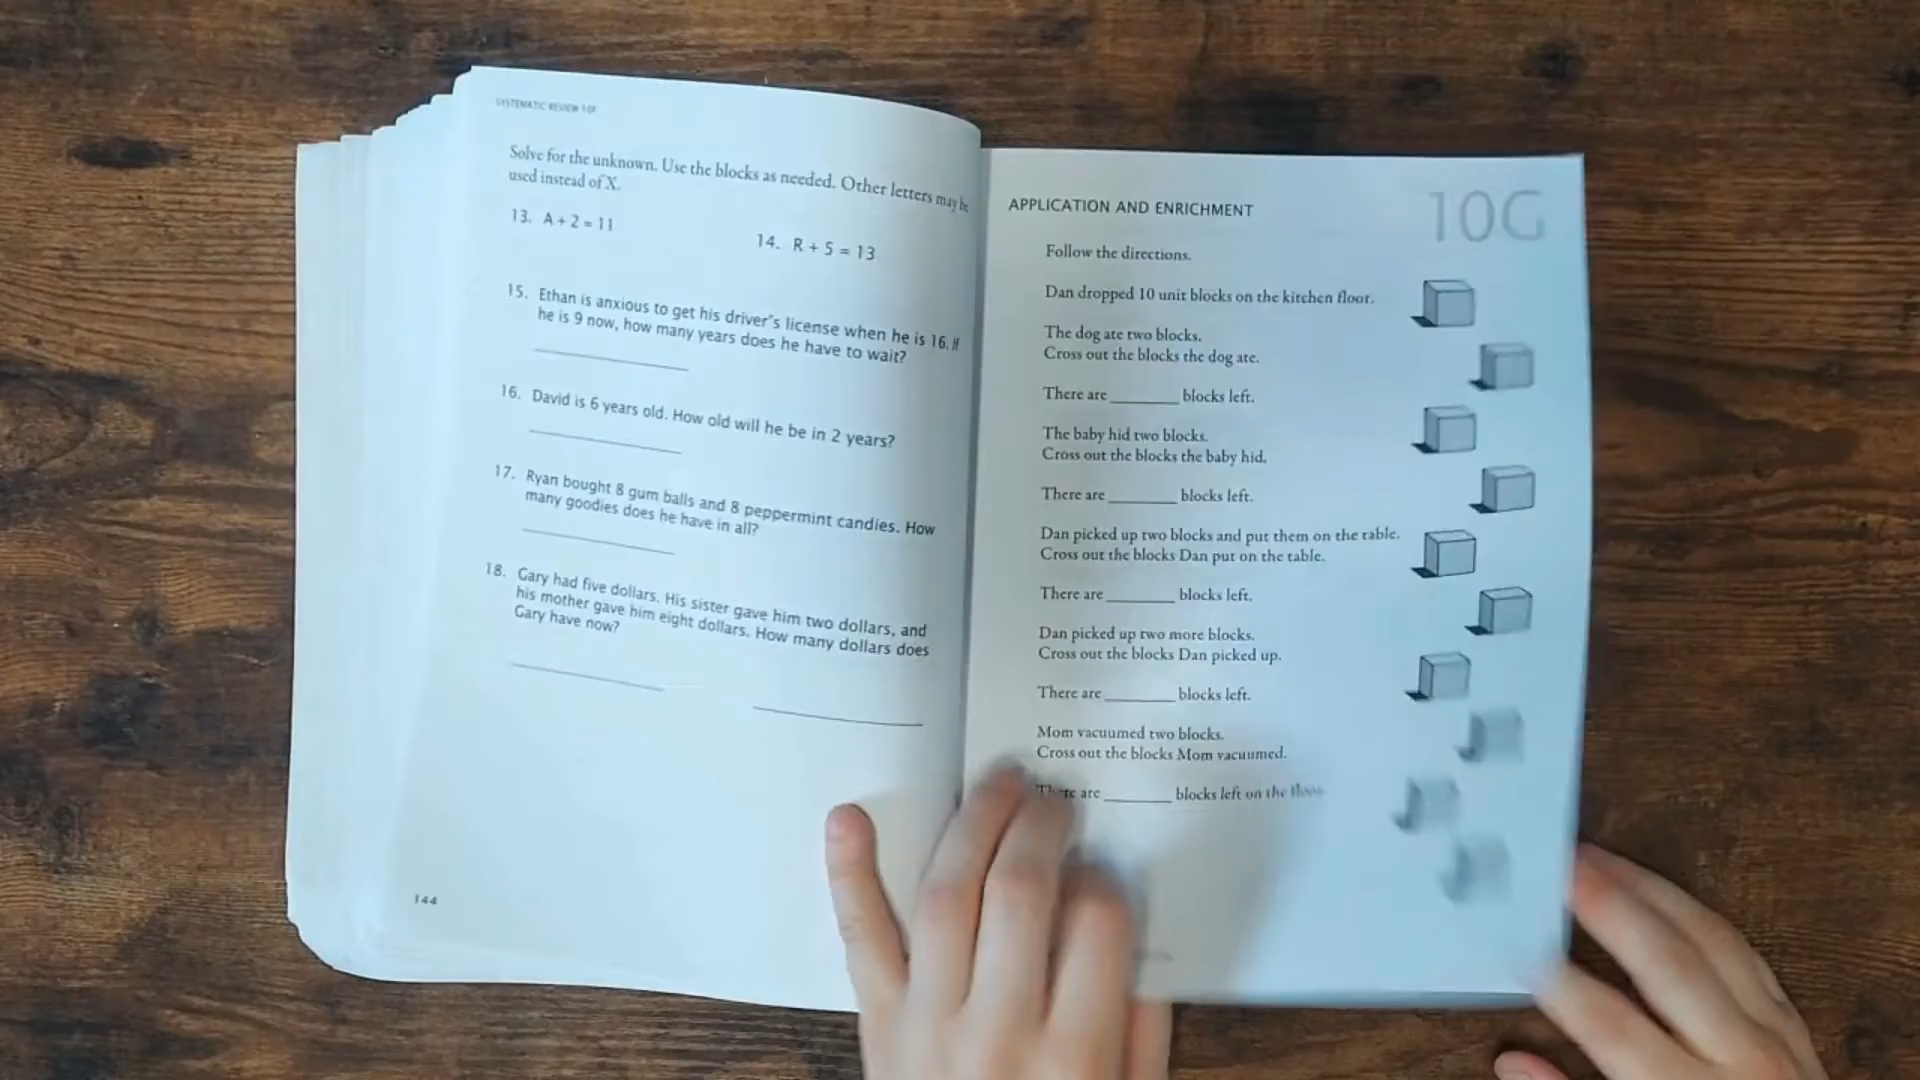 SYSTEMATIC REVIEW 10F
Solve for the unknown. Use the blocks as needed. Other letters may be
used instead of X.
13. A + 2 = 11
14. R + 5 = 13
15. Ethan is anxious to get his driver's license when he is 16. If
he is 9 now, how many years does he have to wait?
16. David is 6 years old. How old will he be in 2 years?
17. Ryan bought 8 gum balls and 8 peppermint candies. How
many goodies does he have in all?
18. Gary had five dollars. His sister gave him two dollars, and
his mother gave him eight dollars. How many dollars does
Gary have now?
144
10G
APPLICATION AND ENRICHMENT
Follow the directions.
Dan dropped 10 unit blocks on the kitchen floor.
The dog ate two blocks.
Cross out the blocks the dog ate.
There are ________ blocks left.
The baby hid two blocks.
Cross out the blocks the baby hid.
There are ________ blocks left.
Dan picked up two blocks and put them on the table.
Cross out the blocks Dan put on the table.
There are ________ blocks left.
Dan picked up two more blocks.
Cross out the blocks Dan picked up.
There are ________ blocks left.
Mom vacuumed two blocks.
Cross out the blocks Mom vacuumed.
There are ________ blocks left on the floor.